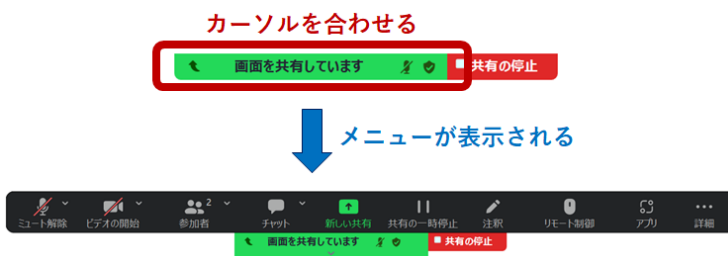 カーソルを合わせる
画面を共有しています 共有の停止
メニューが表示される
2
ミュート解除 ビデオの開始 参加者 チャット 新しい共有 共有の一時停止 注釈 リモート制御 アプリ 詳細
画面を共有しています 共有の停止